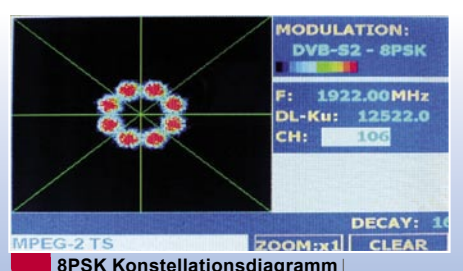 MODULATION:
DVB-S2 - 8PSK
F: 1922.00MHz
DL-Ku: 12522.0
CH: 106
DECAY: 16
MPEG-2 TS
ZOOM:x1
CLEAR
8PSK Konstellationsdiagramm